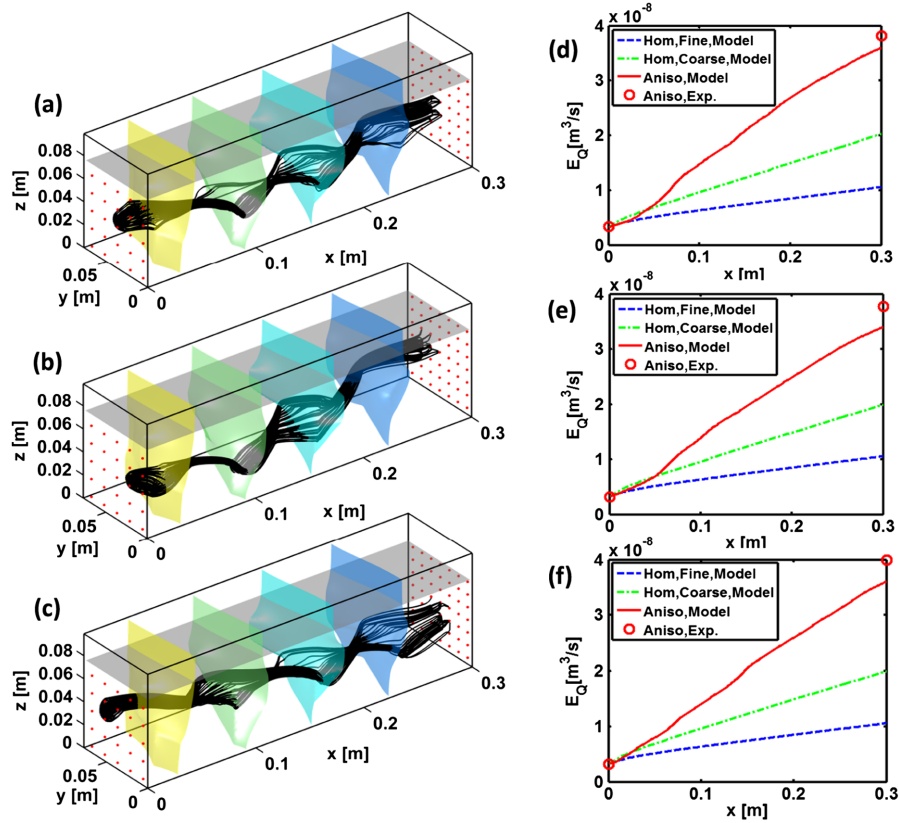 (a)
z [m]
0.08
0.06
0.04
0.02
0
0.05
y [m]
0
0
0.1
x [m]
0.2
0.3
(b)
z [m]
0.08
0.06
0.04
0.02
0
0.05
y [m]
0
0
0.1
x [m]
0.2
0.3
(c)
z [m]
0.08
0.06
0.04
0.02
0
0.05
y [m]
0
0
0.1
x [m]
0.2
0.3
(d)
x 10^-8
4
3
2
1
0
E_Q[m^3/s]
Hom,Fine,Model
Hom,Coarse,Model
Aniso,Model
Aniso,Exp.
0 0.1 0.2 0.3
x [m]
(e)
x 10^-8
4
3
2
1
0
E_Q[m^3/s]
Hom,Fine,Model
Hom,Coarse,Model
Aniso,Model
Aniso,Exp.
0 0.1 0.2 0.3
x [m]
(f)
x 10^-8
4
3
2
1
0
E_Q[m^3/s]
Hom,Fine,Model
Hom,Coarse,Model
Aniso,Model
Aniso,Exp.
0 0.1 0.2 0.3
x [m]